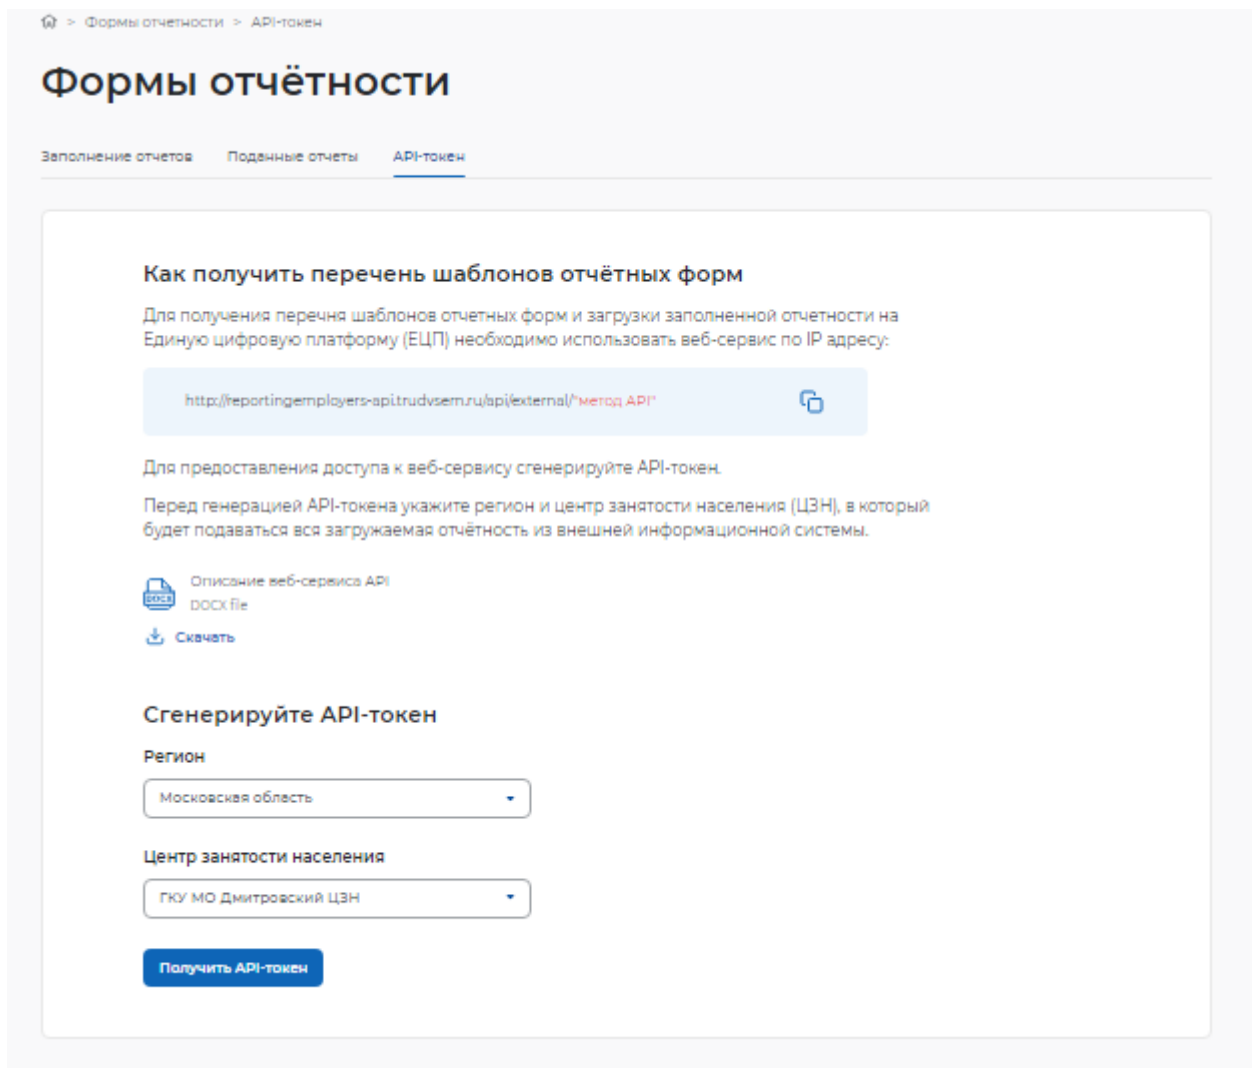 > Формы отчетности > API-токен
Формы отчётности
Заполнение отчетов Поданные отчеты API-токен
Как получить перечень шаблонов отчётных форм
Для получения перечня шаблонов отчетных форм и загрузки заполненной отчетности на
Единую цифровую платформу (ЕЦП) необходимо использовать веб-сервис по IP адресу:
http://reportingemployers-api.trudvsem.ru/api/external/"метод API"
Для предоставления доступа к веб-сервису сгенерируйте API-токен.
Перед генерацией API-токена укажите регион и центр занятости населения (ЦЗН), в который
будет подаваться вся загружаемая отчётность из внешней информационной системы.
Описание веб-сервиса API
DOCX
DOCX file
Скачать
Сгенерируйте API-токен
Регион
Московская область
Центр занятости населения
ГКУ МО Дмитровский ЦЗН
Получить API-токен